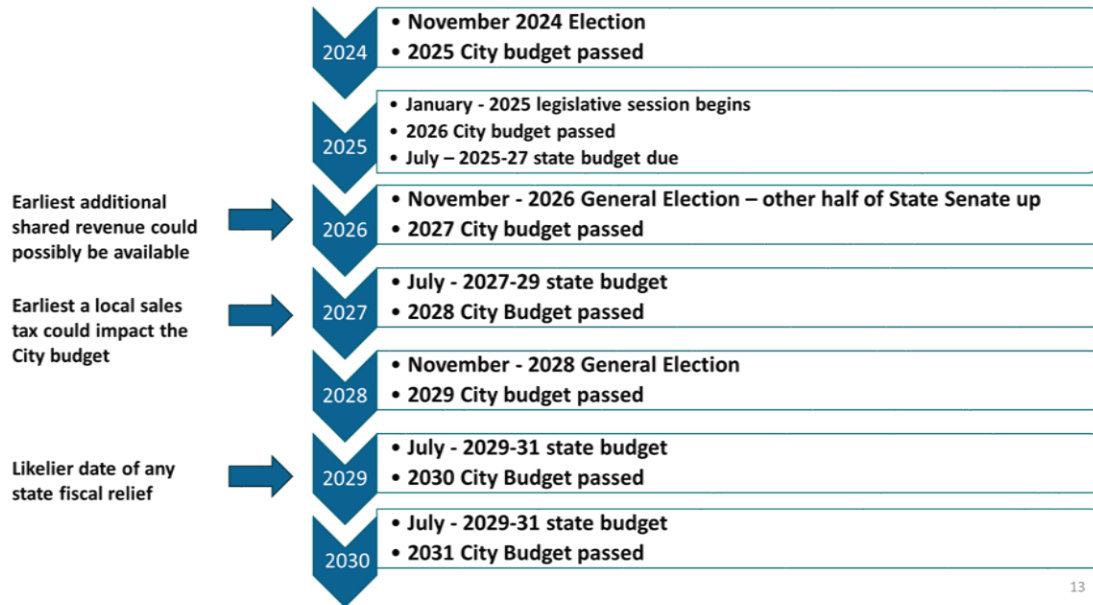 2024
• November 2024 Election
• 2025 City budget passed
2025
• January - 2025 legislative session begins
• 2026 City budget passed
• July – 2025-27 state budget due
Earliest additional
shared revenue could
possibly be available
2026
• November - 2026 General Election – other half of State Senate up
• 2027 City budget passed
Earliest a local sales
tax could impact the
City budget
2027
• July - 2027-29 state budget
• 2028 City Budget passed
2028
• November - 2028 General Election
• 2029 City budget passed
Likelier date of any
state fiscal relief
2029
• July - 2029-31 state budget
• 2030 City Budget passed
2030
• July - 2029-31 state budget
• 2031 City Budget passed
13